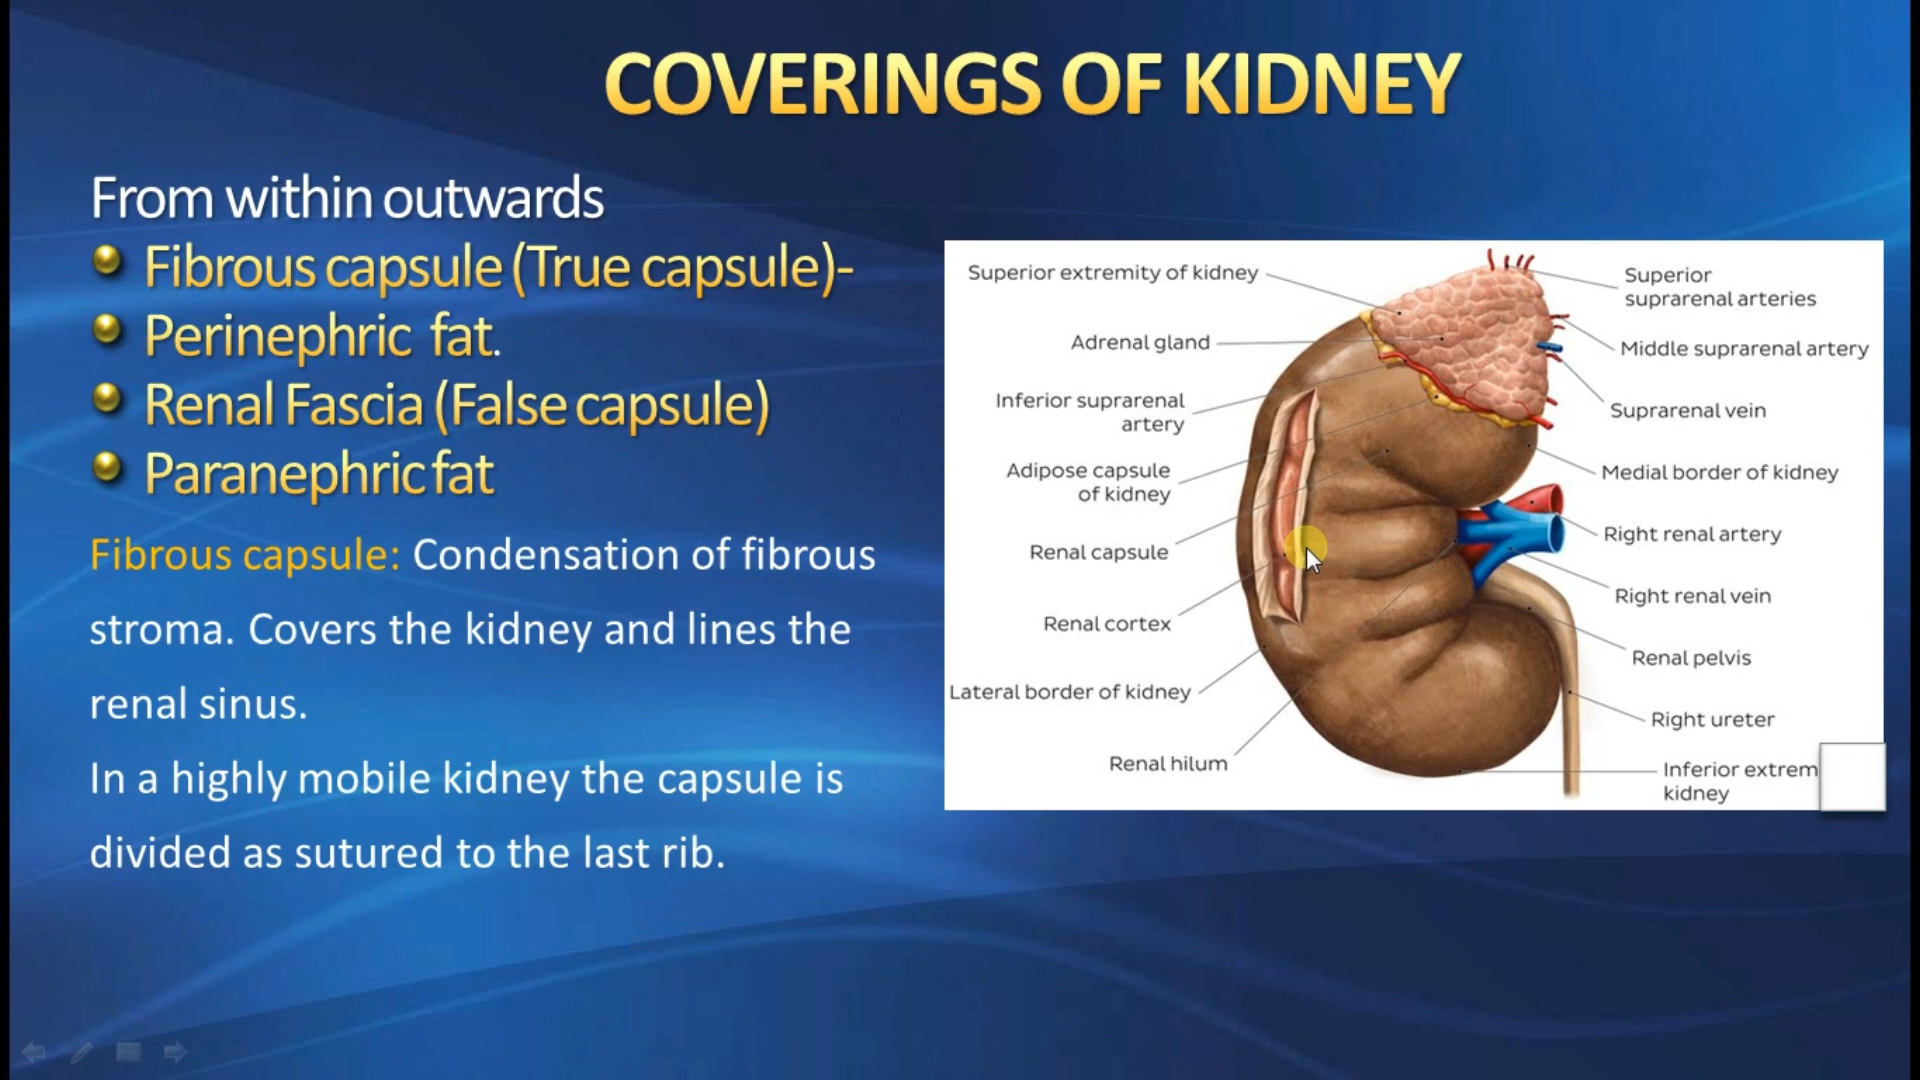 COVERINGS OF KIDNEY
From within outwards
Fibrous capsule (True capsule)-
Perinephric fat.
Renal Fascia (False capsule)
Paranephric fat
Fibrous capsule: Condensation of fibrous
stroma. Covers the kidney and lines the
renal sinus.
In a highly mobile kidney the capsule is
divided as sutured to the last rib.
Superior extremity of kidney
Adrenal gland
Inferior suprarenal
artery
Adipose capsule
of kidney
Renal capsule
Renal cortex
Lateral border of kidney
Renal hilum
Superior
suprarenal arteries
Middle suprarenal artery
Suprarenal vein
Medial border of kidney
Right renal artery
Right renal vein
Renal pelvis
Right ureter
Inferior extrem
kidney